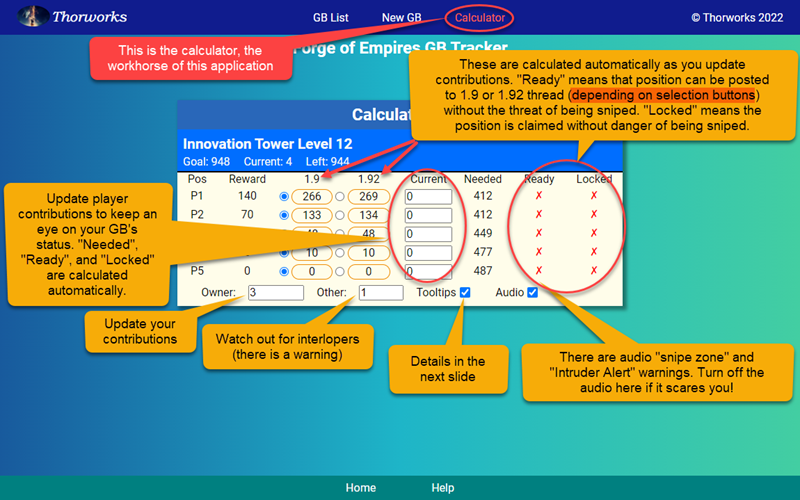 Thorworks
GB List New GB Calculator
© Thorworks 2022
This is the calculator, the
workhorse of this application
Forge of Empires GB Tracker
These are calculated automatically as you update
contributions. "Ready" means that position can be posted
to 1.9 or 1.92 thread (depending on selection buttons)
without the threat of being sniped. "Locked" means the
position is claimed without danger of being sniped.
Innovation Tower Level 12
Goal: 948 Current: 4 Left: 944
Pos Reward 1.9 1.92 Current Needed Ready Locked
P1 140 266 269 0 412 ✗ ✗
P2 70 133 134 0 412 ✗ ✗
48 0 449 ✗ ✗
10 10 0 477 ✗ ✗
P5 0 0 0 0 487 ✗ ✗
Owner: 3 Other: 1 Tooltips Audio
Update player
contributions to keep an
eye on your GB's
status. "Needed",
"Ready", and "Locked"
are calculated
automatically.
Update your
contributions
Watch out for interlopers
(there is a warning)
Details in the
next slide
There are audio "snipe zone" and
"Intruder Alert" warnings. Turn off the
audio here if it scares you!
Home Help